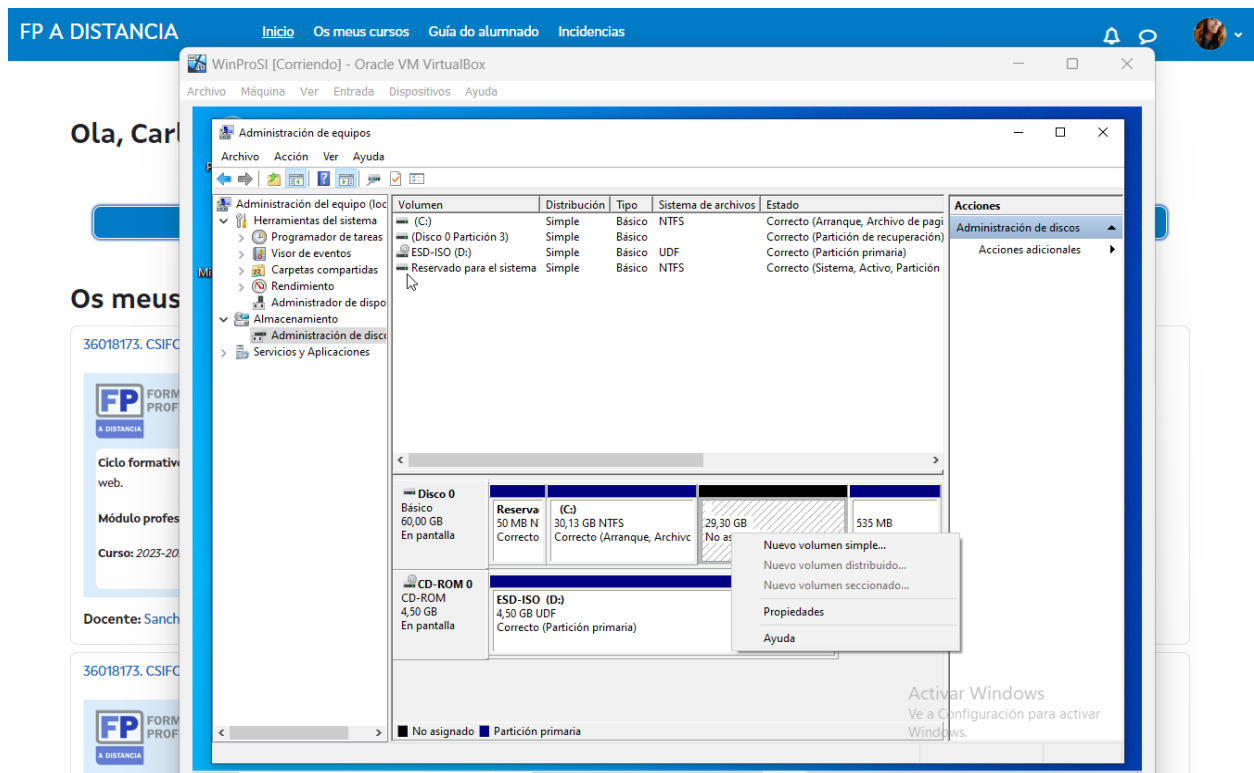 FP A DISTANCIA
Inicio Os meus cursos Guía do alumnado Incidencias
WinProSI [Corriendo] - Oracle VM VirtualBox
Archivo Máquina Ver Entrada Dispositivos Ayuda
Ola, Carl
Administración de equipos
Archivo Acción Ver Ayuda
Administración del equipo (loc
Herramientas del sistema
Programador de tareas
Visor de eventos
Carpetas compartidas
Rendimiento
Administrador de dispo
Almacenamiento
Administración de disco
Servicios y Aplicaciones
Volumen Distribución Tipo Sistema de archivos Estado
(C:) Simple Básico NTFS Correcto (Arranque, Archivo de pagi
(Disco 0 Partición 3) Simple Básico Correcto (Partición de recuperación)
ESD-ISO (D:) Simple Básico UDF Correcto (Partición primaria)
Reservado para el sistema Simple Básico NTFS Correcto (Sistema, Activo, Partición
Acciones
Administración de discos
Acciones adicionales
Mi
Os meus
36018173. CSIFC
FP FORM
PROF
A DISTANCIA
Ciclo formativo
web.
Módulo profes
Curso: 2023-20
Docente: Sanch
36018173. CSIFC
FP FORM
PROF
A DISTANCIA
Disco 0
Básico
60,00 GB
En pantalla
Reserva
50 MB N
Correcto
(C:)
30,13 GB NTFS
Correcto (Arranque, Archivc
29,30 GB
No as
535 MB
Nuevo volumen simple...
Nuevo volumen distribuido...
Nuevo volumen seccionado...
Propiedades
Ayuda
CD-ROM 0
CD-ROM
4,50 GB
En pantalla
ESD-ISO (D:)
4,50 GB UDF
Correcto (Partición primaria)
No asignado Partición primaria
Activar Windows
Ve a Configuración para activar
Windows.